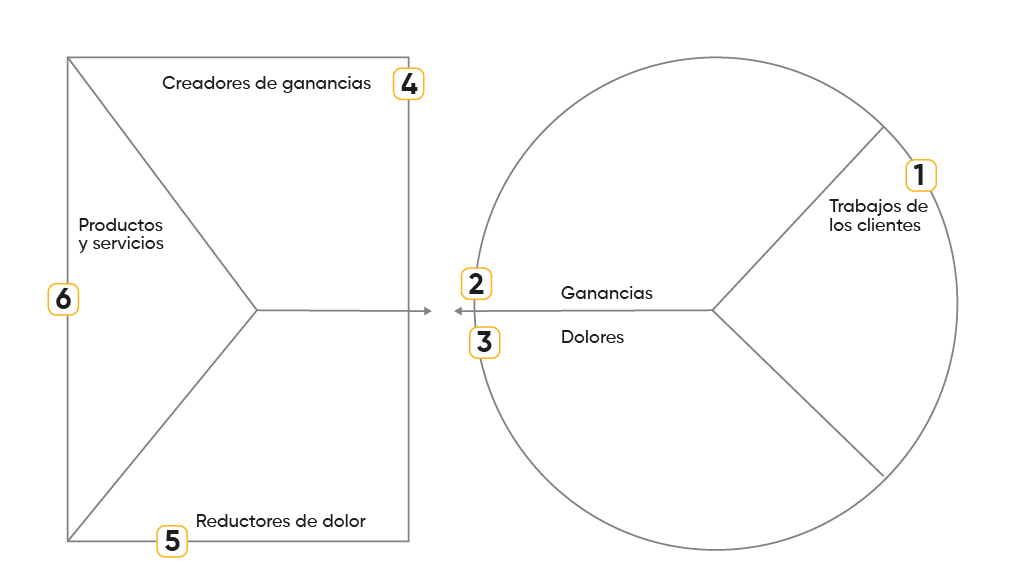 Creadores de ganancias
4
Productos
y servicios
6
Reductores de dolor
5
1
Trabajos de
los clientes
2
Ganancias
3
Dolores